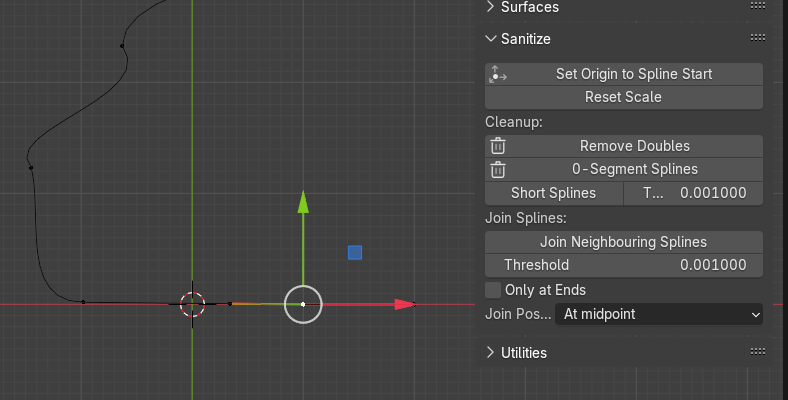 Surfaces
Sanitize
Set Origin to Spline Start
Reset Scale
Cleanup:
Remove Doubles
0-Segment Splines
Short Splines T... 0.001000
Join Splines:
Join Neighbouring Splines
Threshold 0.001000
Only at Ends
Join Pos... At midpoint
Utilities